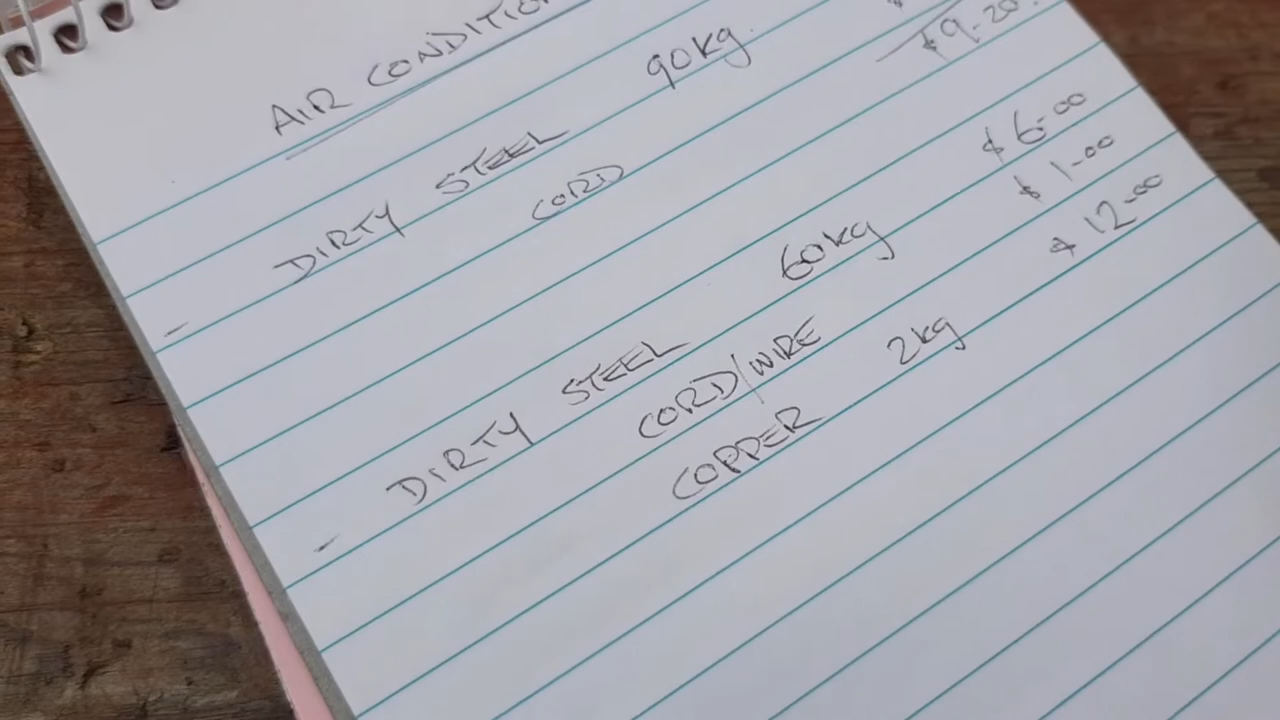 AIR
DIRTY STEEL 90kg.
CORD
$9-20
- DIRTY STEEL 60kg $6-00
CORD/WIRE $1-00
COPPER 2kg $12-00